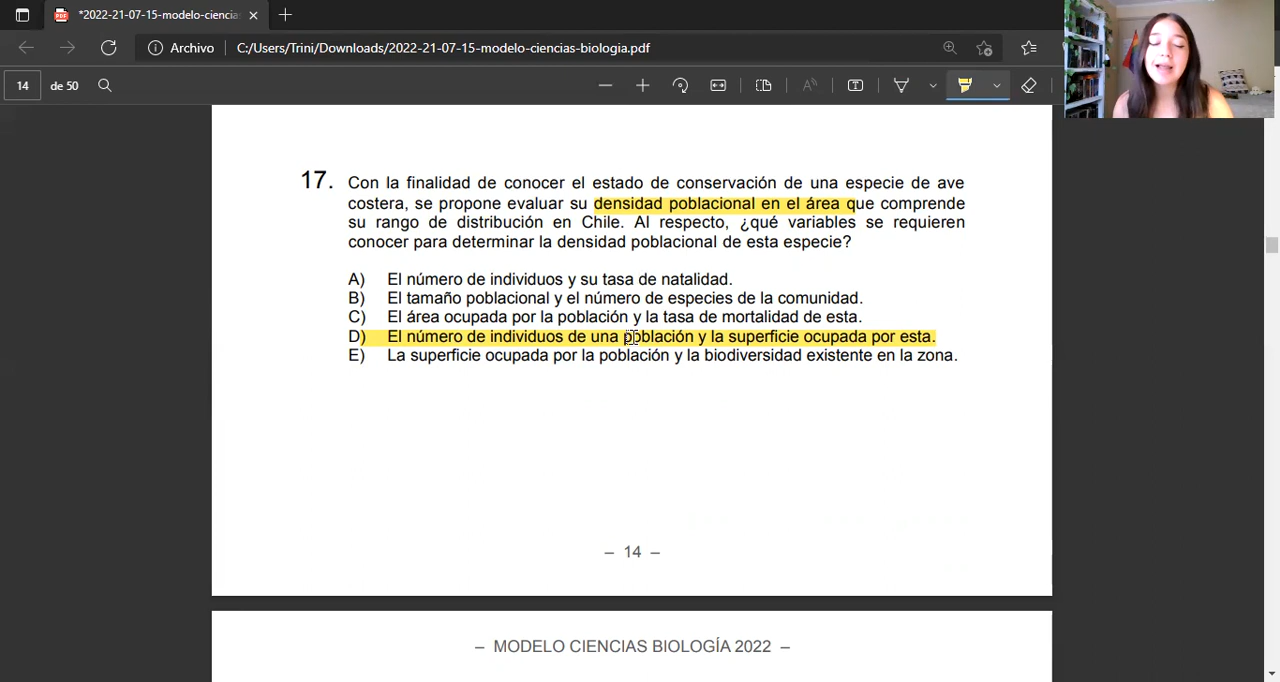 *2022-21-07-15-modelo-ciencias
Archivo
C:/Users/Trini/Downloads/2022-21-07-15-modelo-ciencias-biologia.pdf
14
de 50
17. Con la finalidad de conocer el estado de conservación de una especie de ave
costera, se propone evaluar su densidad poblacional en el área que comprende
su rango de distribución en Chile. Al respecto, ¿qué variables se requieren
conocer para determinar la densidad poblacional de esta especie?
A) El número de individuos y su tasa de natalidad.
B) El tamaño poblacional y el número de especies de la comunidad.
C) El área ocupada por la población y la tasa de mortalidad de esta.
D) El número de individuos de una población y la superficie ocupada por esta.
E) La superficie ocupada por la población y la biodiversidad existente en la zona.
– 14 –
– MODELO CIENCIAS BIOLOGÍA 2022 –